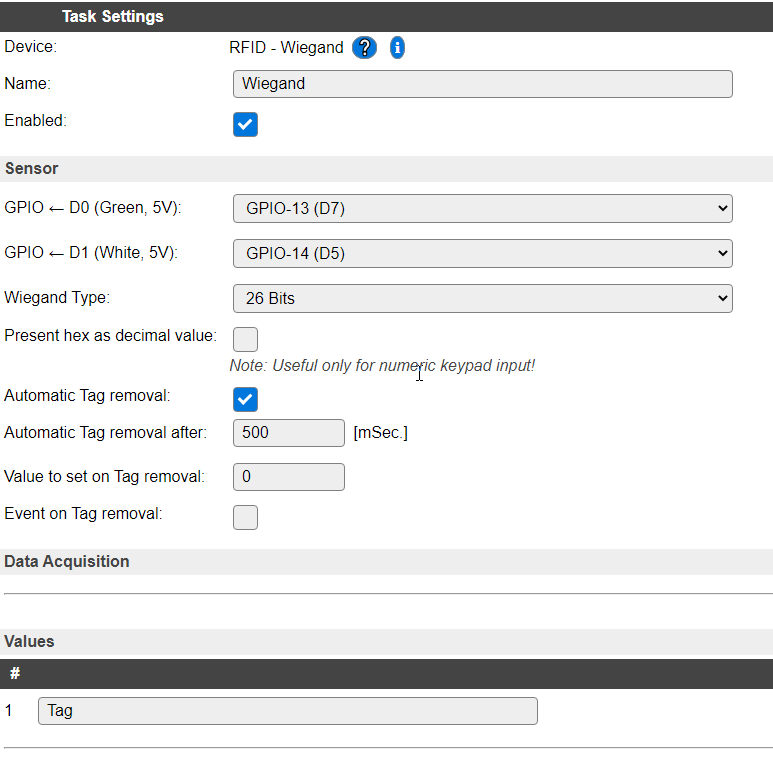 Task Settings
Device: RFID - Wiegand ? i
Name: Wiegand
Enabled:
Sensor
GPIO ← D0 (Green, 5V): GPIO-13 (D7)
GPIO ← D1 (White, 5V): GPIO-14 (D5)
Wiegand Type: 26 Bits
Present hex as decimal value:
Note: Useful only for numeric keypad input!
Automatic Tag removal:
Automatic Tag removal after: 500 [mSec.]
Value to set on Tag removal: 0
Event on Tag removal:
Data Acquisition
Values
#
1 Tag